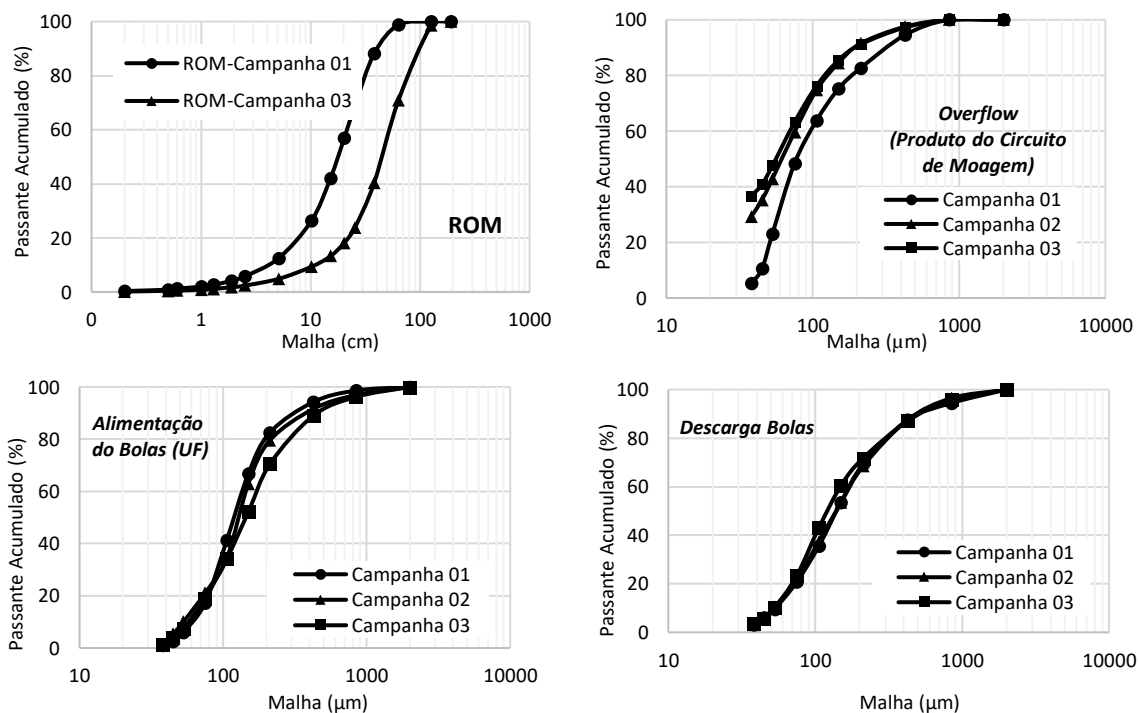 100
80
60
40
20
0
Passante Acumulado (%)
ROM-Campanha 01
ROM-Campanha 03
ROM
0
1
10
100
1000
Malha (cm)
100
80
60
40
20
0
Passante Acumulado (%)
Overflow
(Produto do Circuito
de Moagem)
Campanha 01
Campanha 02
Campanha 03
10
100
1000
10000
Malha (μm)
100
80
60
40
20
0
Passante Acumulado (%)
Alimentação
do Bolas (UF)
Campanha 01
Campanha 02
Campanha 03
10
100
1000
10000
Malha (μm)
100
80
60
40
20
0
Passante Acumulado (%)
Descarga Bolas
Campanha 01
Campanha 02
Campanha 03
10
100
1000
10000
Malha (μm)